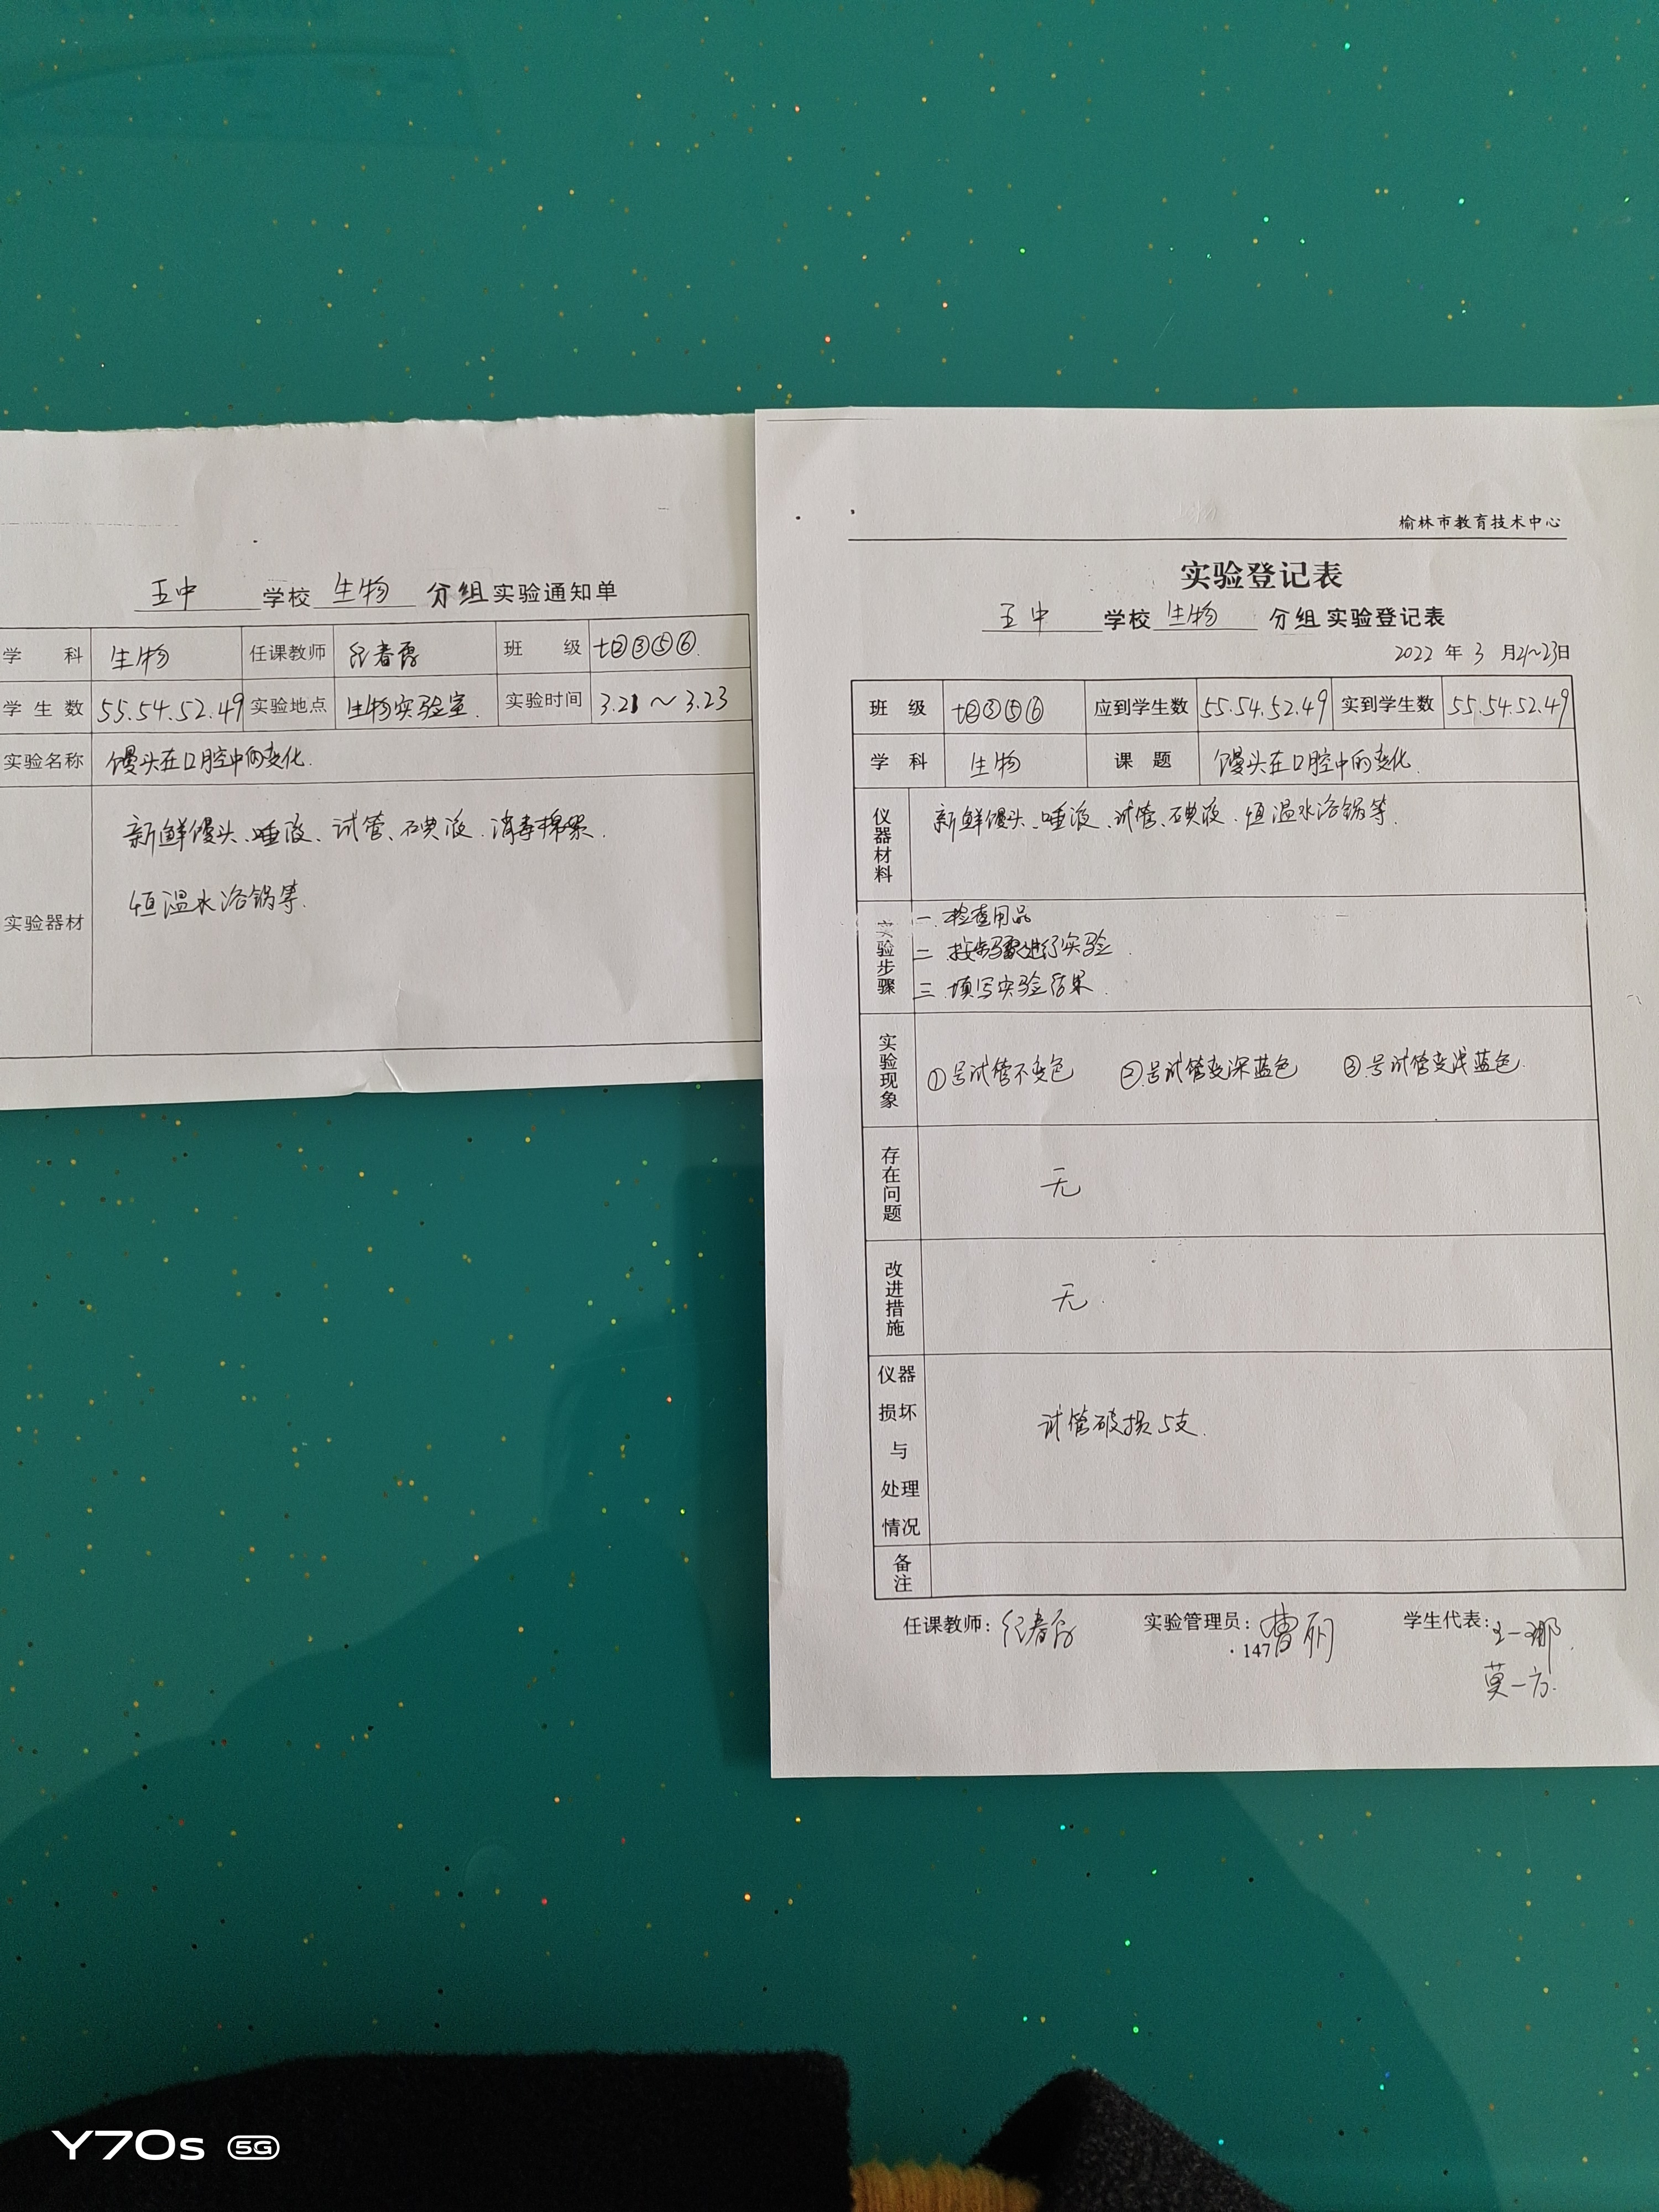 五中 学校 生物 分组实验通知单
学 科 生物 任课教师 班 级 七②③⑤⑥.
学生数 55.54.52.49 实验地点 生物实验室. 实验时间 3.21～3.23
实验名称 馒头在口腔中的变化.
实验器材 新鲜馒头、唾液、试管、碘液.消毒棉絮.
恒温水浴锅等.
榆林市教育技术中心
实验登记表
五中 学校 生物 分组实验登记表
2022 年 3 月21~23日
班 级 七②③⑤⑥ 应到学生数 55.54.52.49 实到学生数 55.54.52.49
学 科 生物 课 题 馒头在口腔中的变化.
仪器材料 新鲜馒头、唾液、试管、碘液.恒温水浴锅等.
实验步骤 一.检查用品
二.按步骤进行实验.
三.填写实验结果.
实验现象 ①号试管不变色 ②号试管变深蓝色 ③号试管变浅蓝色.
存在问题 无
改进措施 无.
仪器损坏与处理情况 试管破损5支.
备注
任课教师: 实验管理员:曹丽 学生代表:王一娜.
·147
莫一方.
Y70s 5G